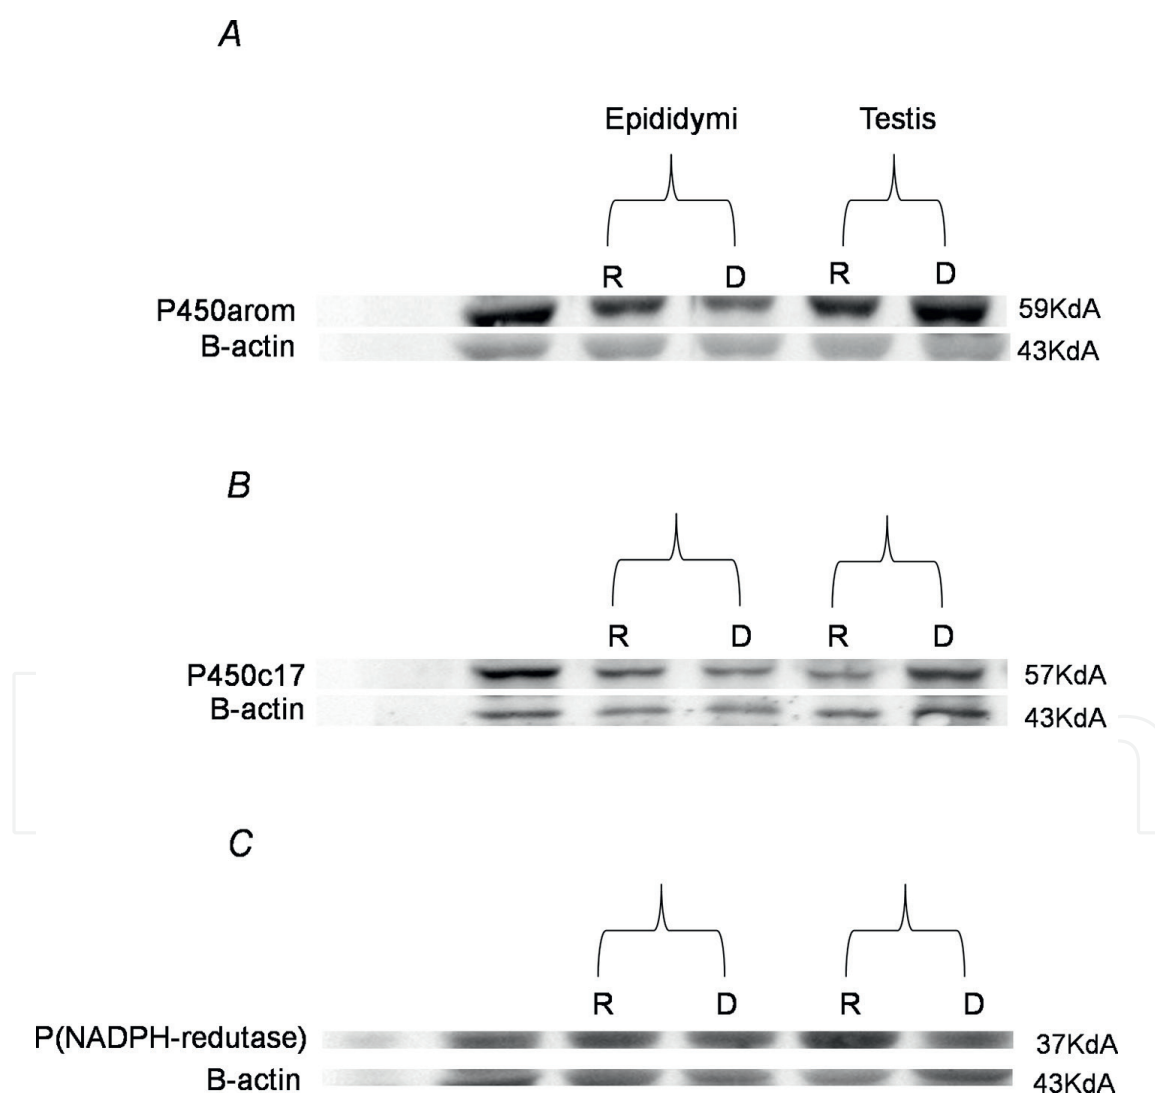 A
Epididymi Testis
R D R D
P450arom 59KdA
B-actin 43KdA
B
R D R D
P450c17 57KdA
B-actin 43KdA
C
R D R D
P(NADPH-redutase) 37KdA
B-actin 43KdA